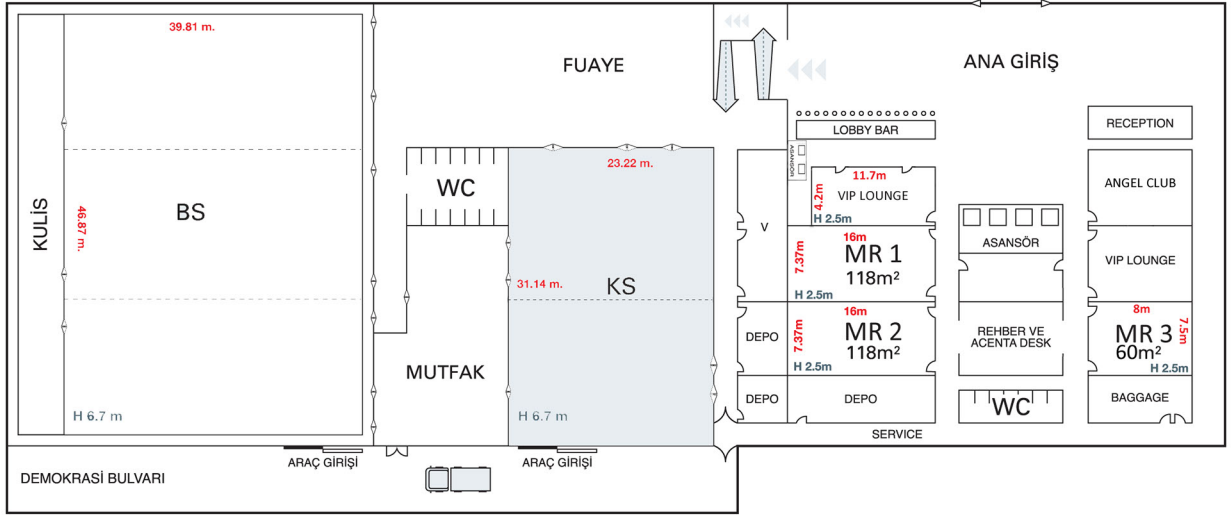 39.81 m.
KULİS
46.87 m.
BS
H 6.7 m
FUAYE
WC
MUTFAK
23.22 m.
31.14 m.
KS
H 6.7 m
ANA GİRİŞ
LOBBY BAR
ASANSÖR
11.7m
4.2m
VIP LOUNGE
H 2.5m
V
16m
7.37m
MR 1
118m²
H 2.5m
16m
7.37m
MR 2
118m²
H 2.5m
DEPO
DEPO
DEPO
ASANSÖR
REHBER VE
ACENTA DESK
WC
RECEPTION
ANGEL CLUB
VIP LOUNGE
8m
7.5m
MR 3
60m²
H 2.5m
BAGGAGE
SERVICE
ARAÇ GİRİŞİ
ARAÇ GİRİŞİ
DEMOKRASİ BULVARI